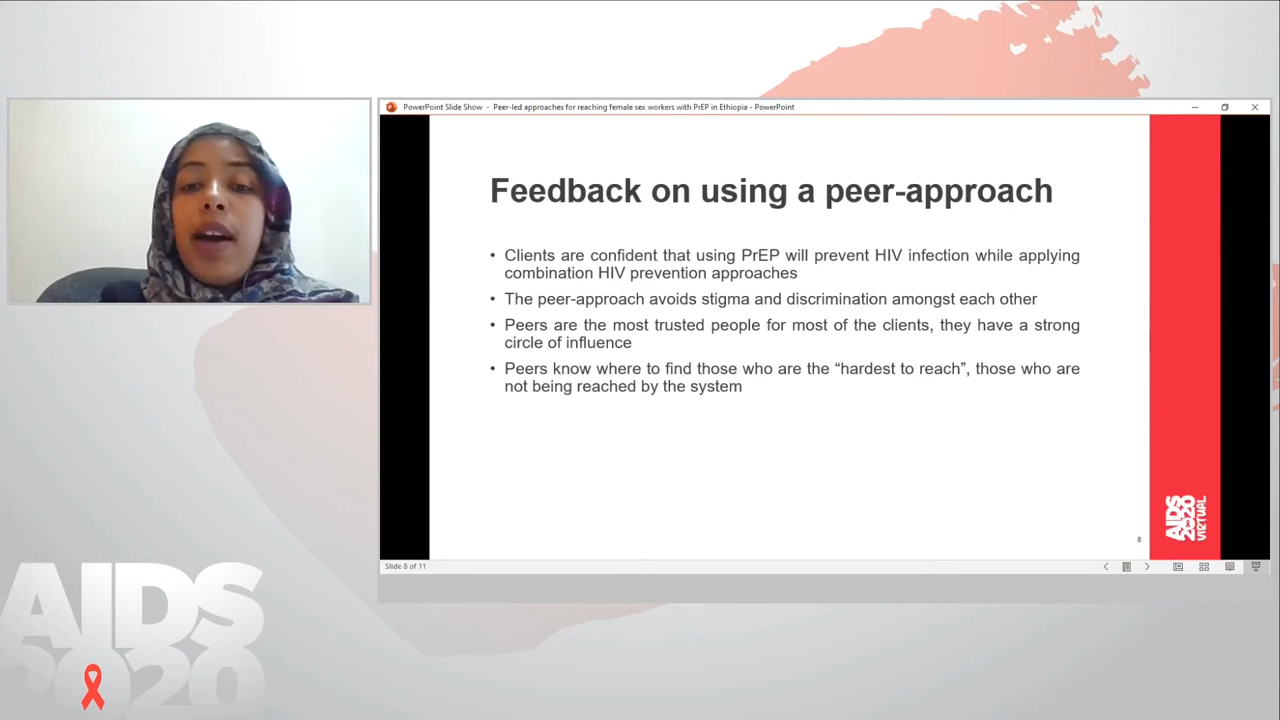 PowerPoint Slide Show - Peer-led approaches for reaching female sex workers with PrEP in Ethiopia - PowerPoint
Feedback on using a peer-approach
• Clients are confident that using PrEP will prevent HIV infection while applying
combination HIV prevention approaches
• The peer-approach avoids stigma and discrimination amongst each other
• Peers are the most trusted people for most of the clients, they have a strong
circle of influence
• Peers know where to find those who are the “hardest to reach”, those who are
not being reached by the system
AIDS
2020
VIRTUAL
8
Slide 8 of 11
AIDS
2020